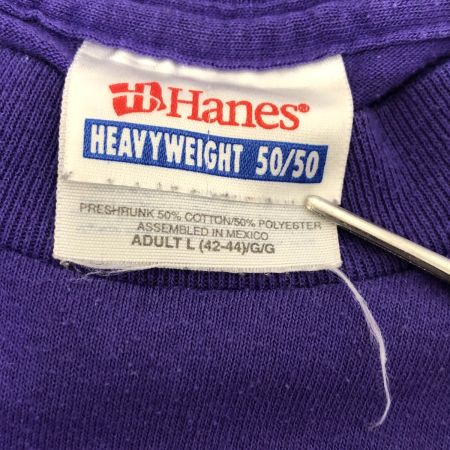 Hanes®
HEAVYWEIGHT 50/50
PRESHRUNK 50% COTTON/50% POLYESTER
ASSEMBLED IN MEXICO
ADULT L (42-44)/G/G